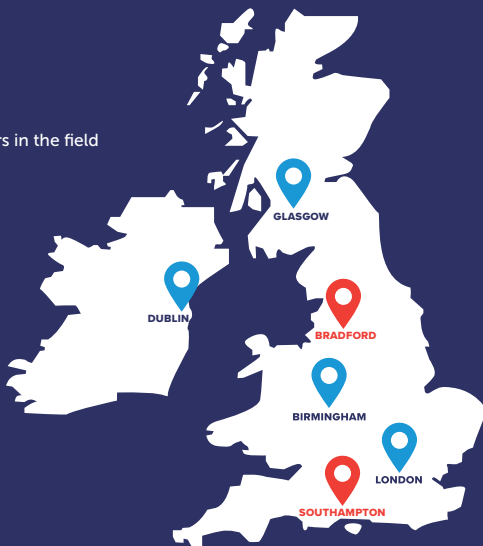 rs in the field
GLASGOW
DUBLIN
BRADFORD
BIRMINGHAM
LONDON
SOUTHAMPTON